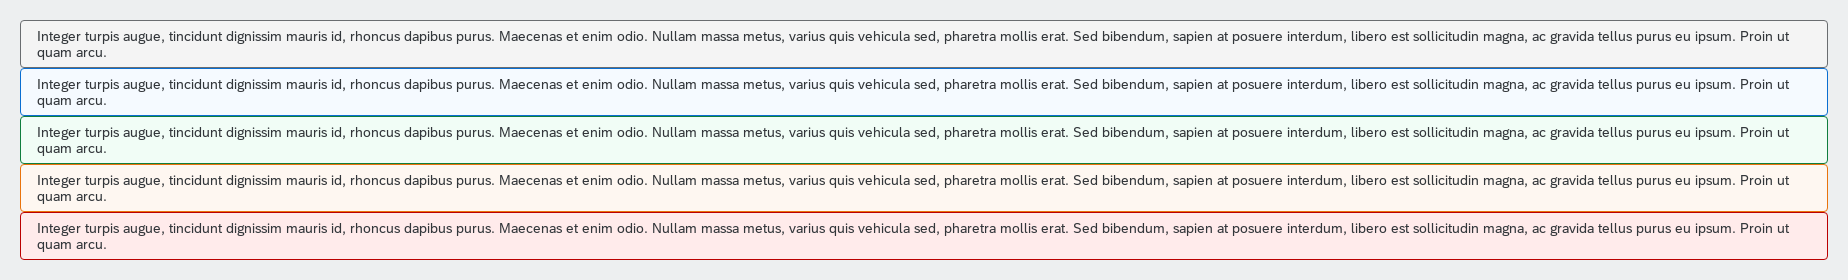 Integer turpis augue, tincidunt dignissim mauris id, rhoncus dapibus purus. Maecenas et enim odio. Nullam massa metus, varius quis vehicula sed, pharetra mollis erat. Sed bibendum, sapien at posuere interdum, libero est sollicitudin magna, ac gravida tellus purus eu ipsum. Proin ut
quam arcu.
Integer turpis augue, tincidunt dignissim mauris id, rhoncus dapibus purus. Maecenas et enim odio. Nullam massa metus, varius quis vehicula sed, pharetra mollis erat. Sed bibendum, sapien at posuere interdum, libero est sollicitudin magna, ac gravida tellus purus eu ipsum. Proin ut
quam arcu.
Integer turpis augue, tincidunt dignissim mauris id, rhoncus dapibus purus. Maecenas et enim odio. Nullam massa metus, varius quis vehicula sed, pharetra mollis erat. Sed bibendum, sapien at posuere interdum, libero est sollicitudin magna, ac gravida tellus purus eu ipsum. Proin ut
quam arcu.
Integer turpis augue, tincidunt dignissim mauris id, rhoncus dapibus purus. Maecenas et enim odio. Nullam massa metus, varius quis vehicula sed, pharetra mollis erat. Sed bibendum, sapien at posuere interdum, libero est sollicitudin magna, ac gravida tellus purus eu ipsum. Proin ut
quam arcu.
Integer turpis augue, tincidunt dignissim mauris id, rhoncus dapibus purus. Maecenas et enim odio. Nullam massa metus, varius quis vehicula sed, pharetra mollis erat. Sed bibendum, sapien at posuere interdum, libero est sollicitudin magna, ac gravida tellus purus eu ipsum. Proin ut
quam arcu.